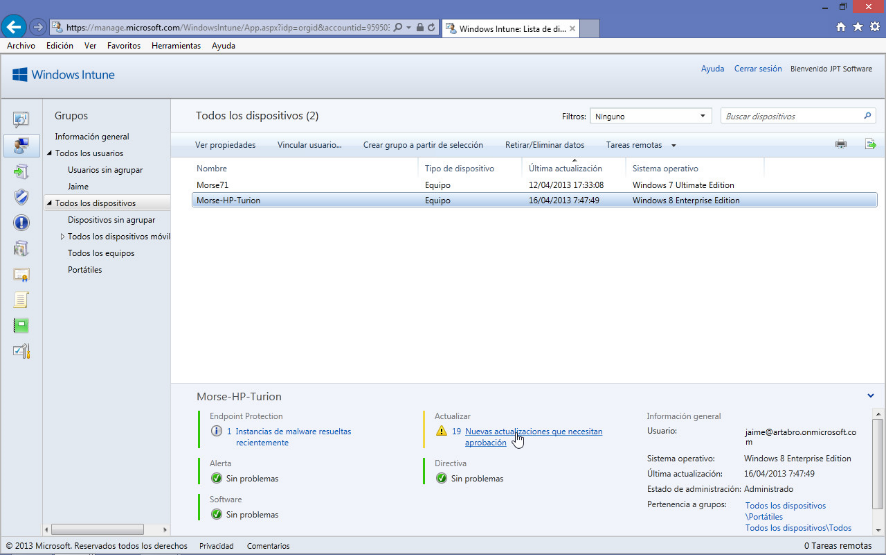 https://manage.microsoft.com/WindowsIntune/App.aspx?idp=orgid&accountid=95950
Windows Intune: Lista de di...
Archivo Edición Ver Favoritos Herramientas Ayuda
Windows Intune
Ayuda Cerrar sesión Bienvenido JPT Software
Grupos
Información general
Todos los usuarios
Usuarios sin agrupar
Jaime
Todos los dispositivos
Dispositivos sin agrupar
Todos los dispositivos móvil
Todos los equipos
Portátiles
Todos los dispositivos (2)
Filtros: Ninguno
Buscar dispositivos
Ver propiedades Vincular usuario... Crear grupo a partir de selección Retirar/Eliminar datos Tareas remotas
Nombre Tipo de dispositivo Última actualización Sistema operativo
Morse71 Equipo 12/04/2013 17:33:08 Windows 7 Ultimate Edition
Morse-HP-Turion Equipo 16/04/2013 7:47:49 Windows 8 Enterprise Edition
Morse-HP-Turion
Endpoint Protection
1 Instancias de malware resueltas
recientemente
Alerta
Sin problemas
Software
Sin problemas
Actualizar
19 Nuevas actualizaciones que necesitan
aprobación
Directiva
Sin problemas
Información general
Usuario: jaime@artabro.onmicrosoft.co
m
Sistema operativo: Windows 8 Enterprise Edition
Última actualización: 16/04/2013 7:47:49
Estado de administración: Administrado
Pertenencia a grupos: Todos los dispositivos
\Portátiles
Todos los dispositivos\Todos
© 2013 Microsoft. Reservados todos los derechos Privacidad Comentarios
0 Tareas remotas